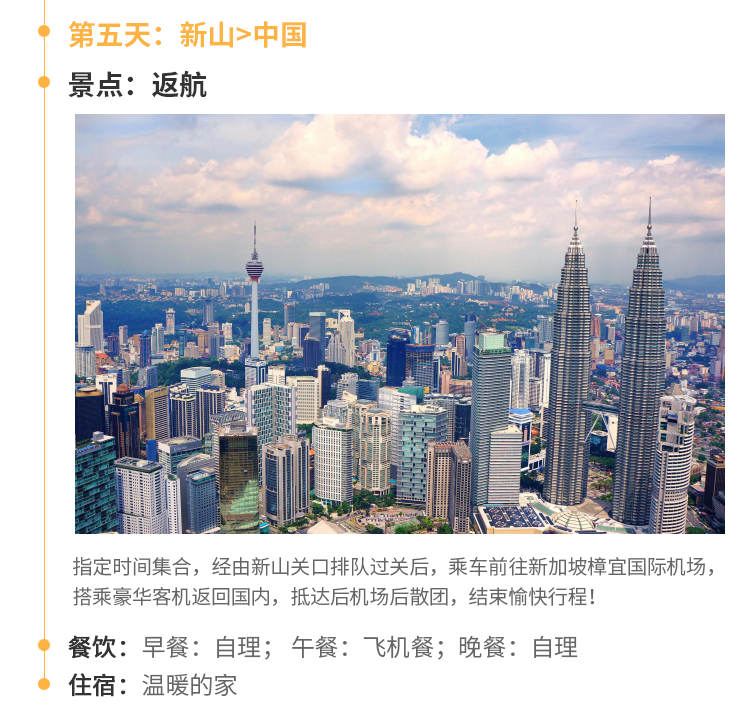 第五天：新山>中国
景点：返航
指定时间集合，经由新山关口排队过关后，乘车前往新加坡樟宜国际机场，
搭乘豪华客机返回国内，抵达后机场后散团，结束愉快行程！
餐饮：早餐：自理； 午餐：飞机餐；晚餐：自理
住宿：温暖的家